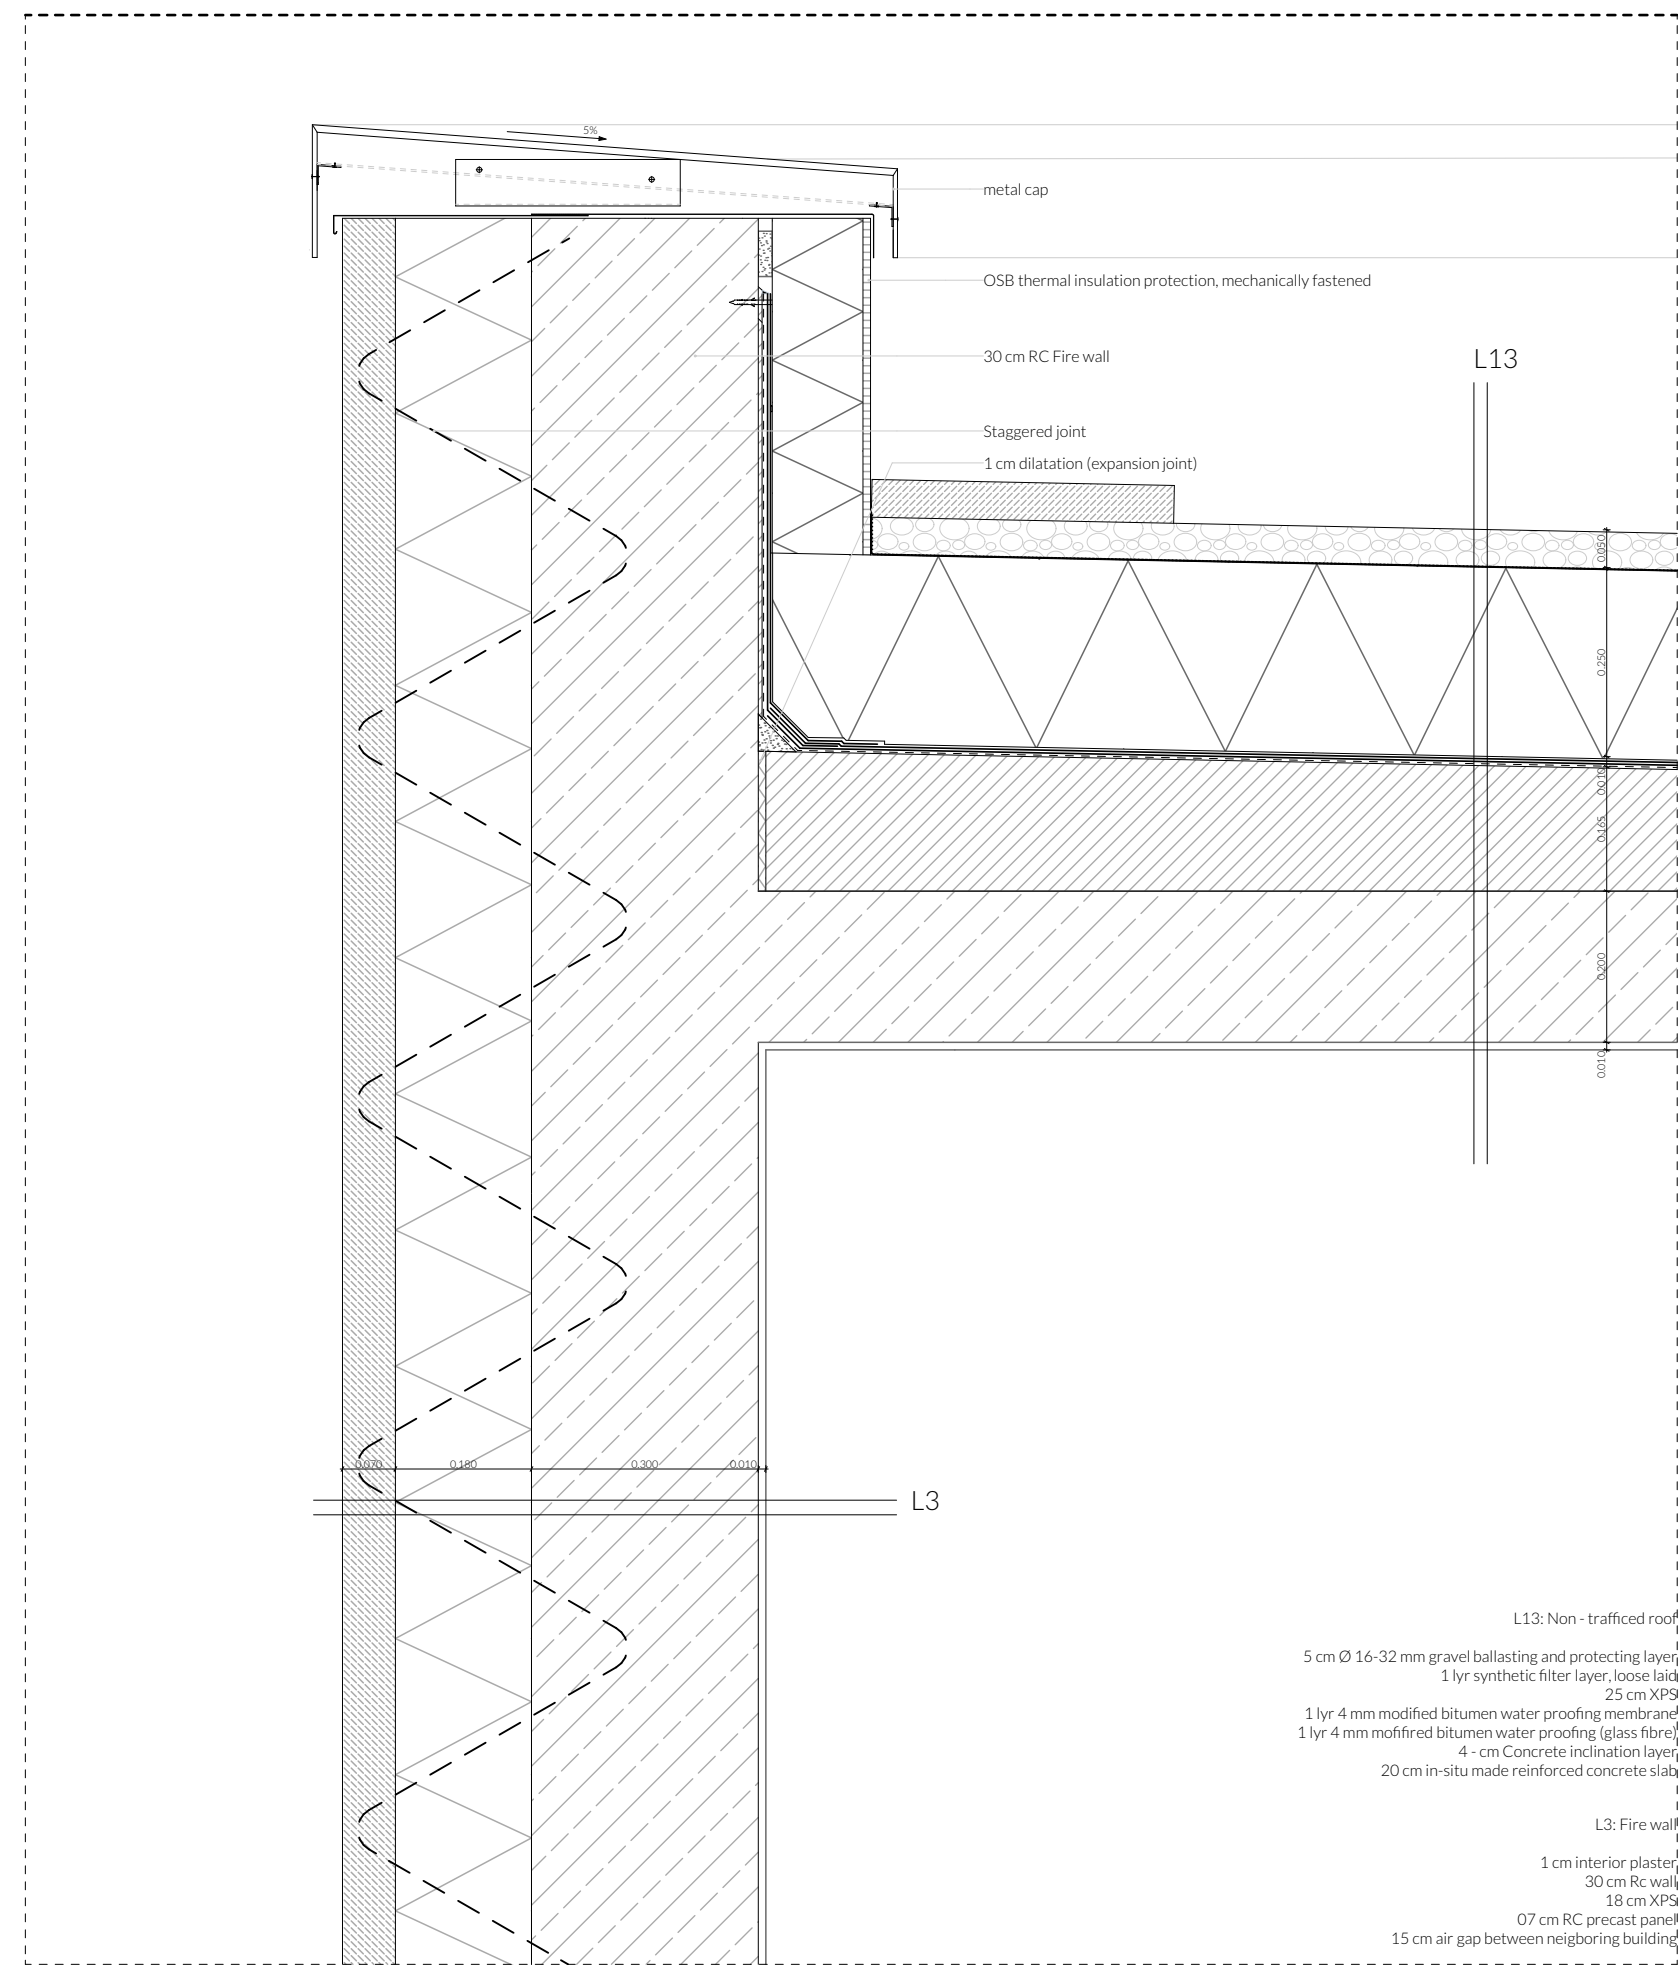 5%
metal cap
OSB thermal insulation protection, mechanically fastened
30 cm RC Fire wall
L13
Staggered joint
1 cm dilatation (expansion joint)
0.050
0.250
0.010
0.165
0.200
0.010
0.070 0.180 0.300 0.010
L3
L13: Non - trafficed roof
5 cm Ø 16-32 mm gravel ballasting and protecting layer
1 lyr synthetic filter layer, loose laid
25 cm XPS
1 lyr 4 mm modified bitumen water proofing membrane
1 lyr 4 mm mofifired bitumen water proofing (glass fibre)
4 - cm Concrete inclination layer
20 cm in-situ made reinforced concrete slab
L3: Fire wall
1 cm interior plaster
30 cm Rc wall
18 cm XPS
07 cm RC precast panel
15 cm air gap between neigboring building